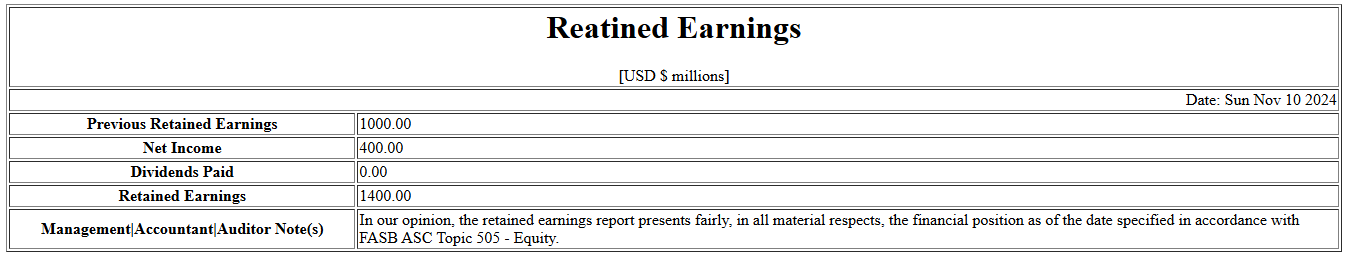 Reatined Earnings
[USD $ millions]
Date: Sun Nov 10 2024
Previous Retained Earnings 1000.00
Net Income 400.00
Dividends Paid 0.00
Retained Earnings 1400.00
Management|Accountant|Auditor Note(s) In our opinion, the retained earnings report presents fairly, in all material respects, the financial position as of the date specified in accordance with
FASB ASC Topic 505 - Equity.